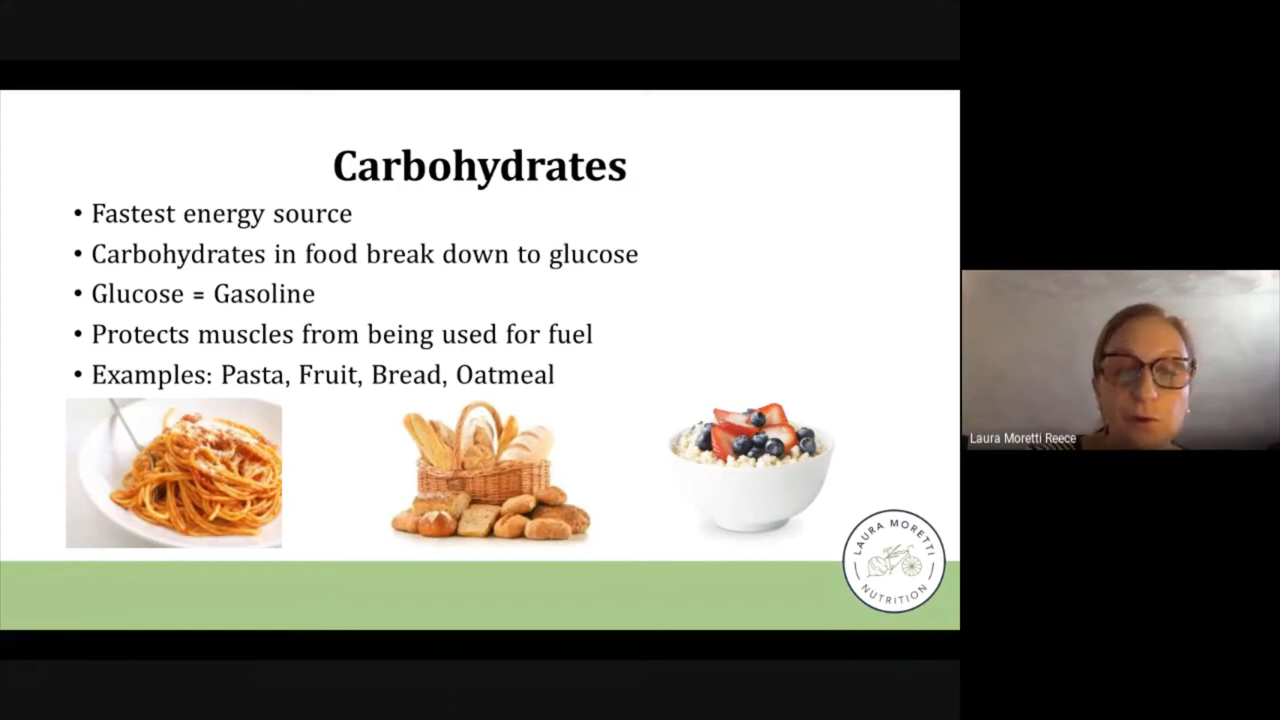 Carbohydrates
• Fastest energy source
• Carbohydrates in food break down to glucose
• Glucose = Gasoline
• Protects muscles from being used for fuel
• Examples: Pasta, Fruit, Bread, Oatmeal
LAURA MORETTI
NUTRITION
Laura Moretti Reece